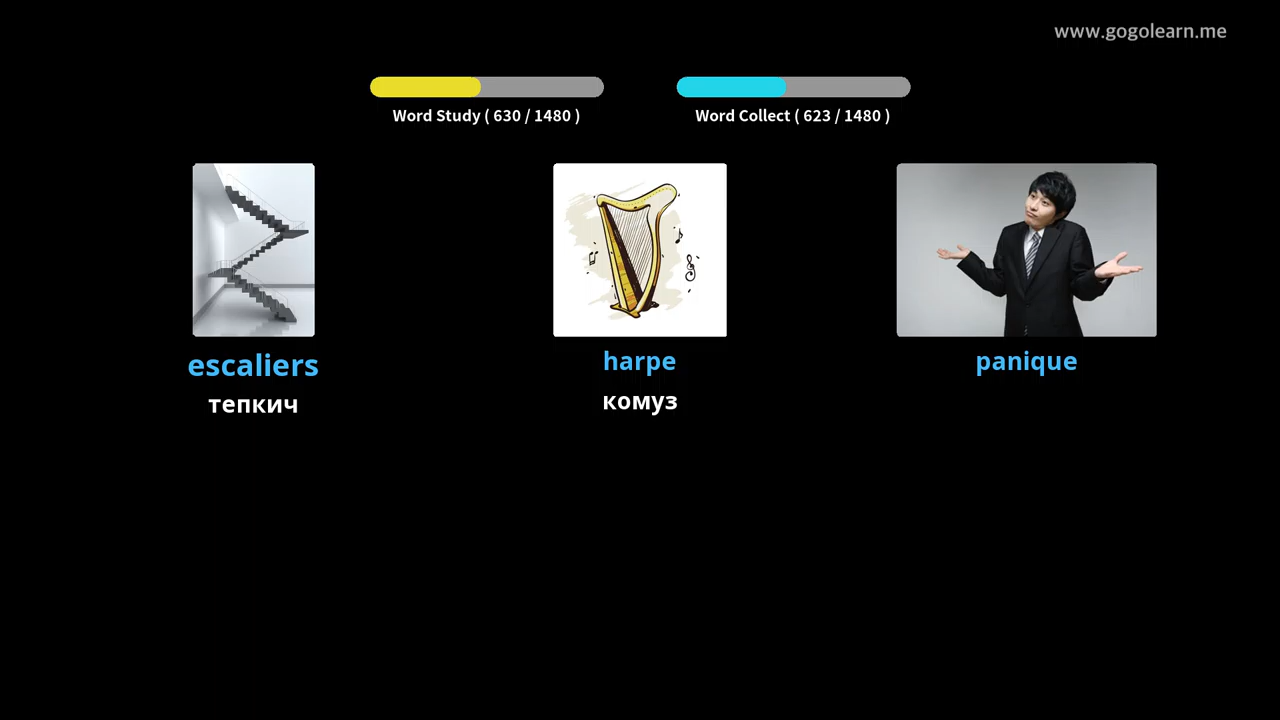 www.gogolearn.me
Word Study ( 630 / 1480 )
Word Collect ( 623 / 1480 )
escaliers
тепкич
harpe
комуз
panique